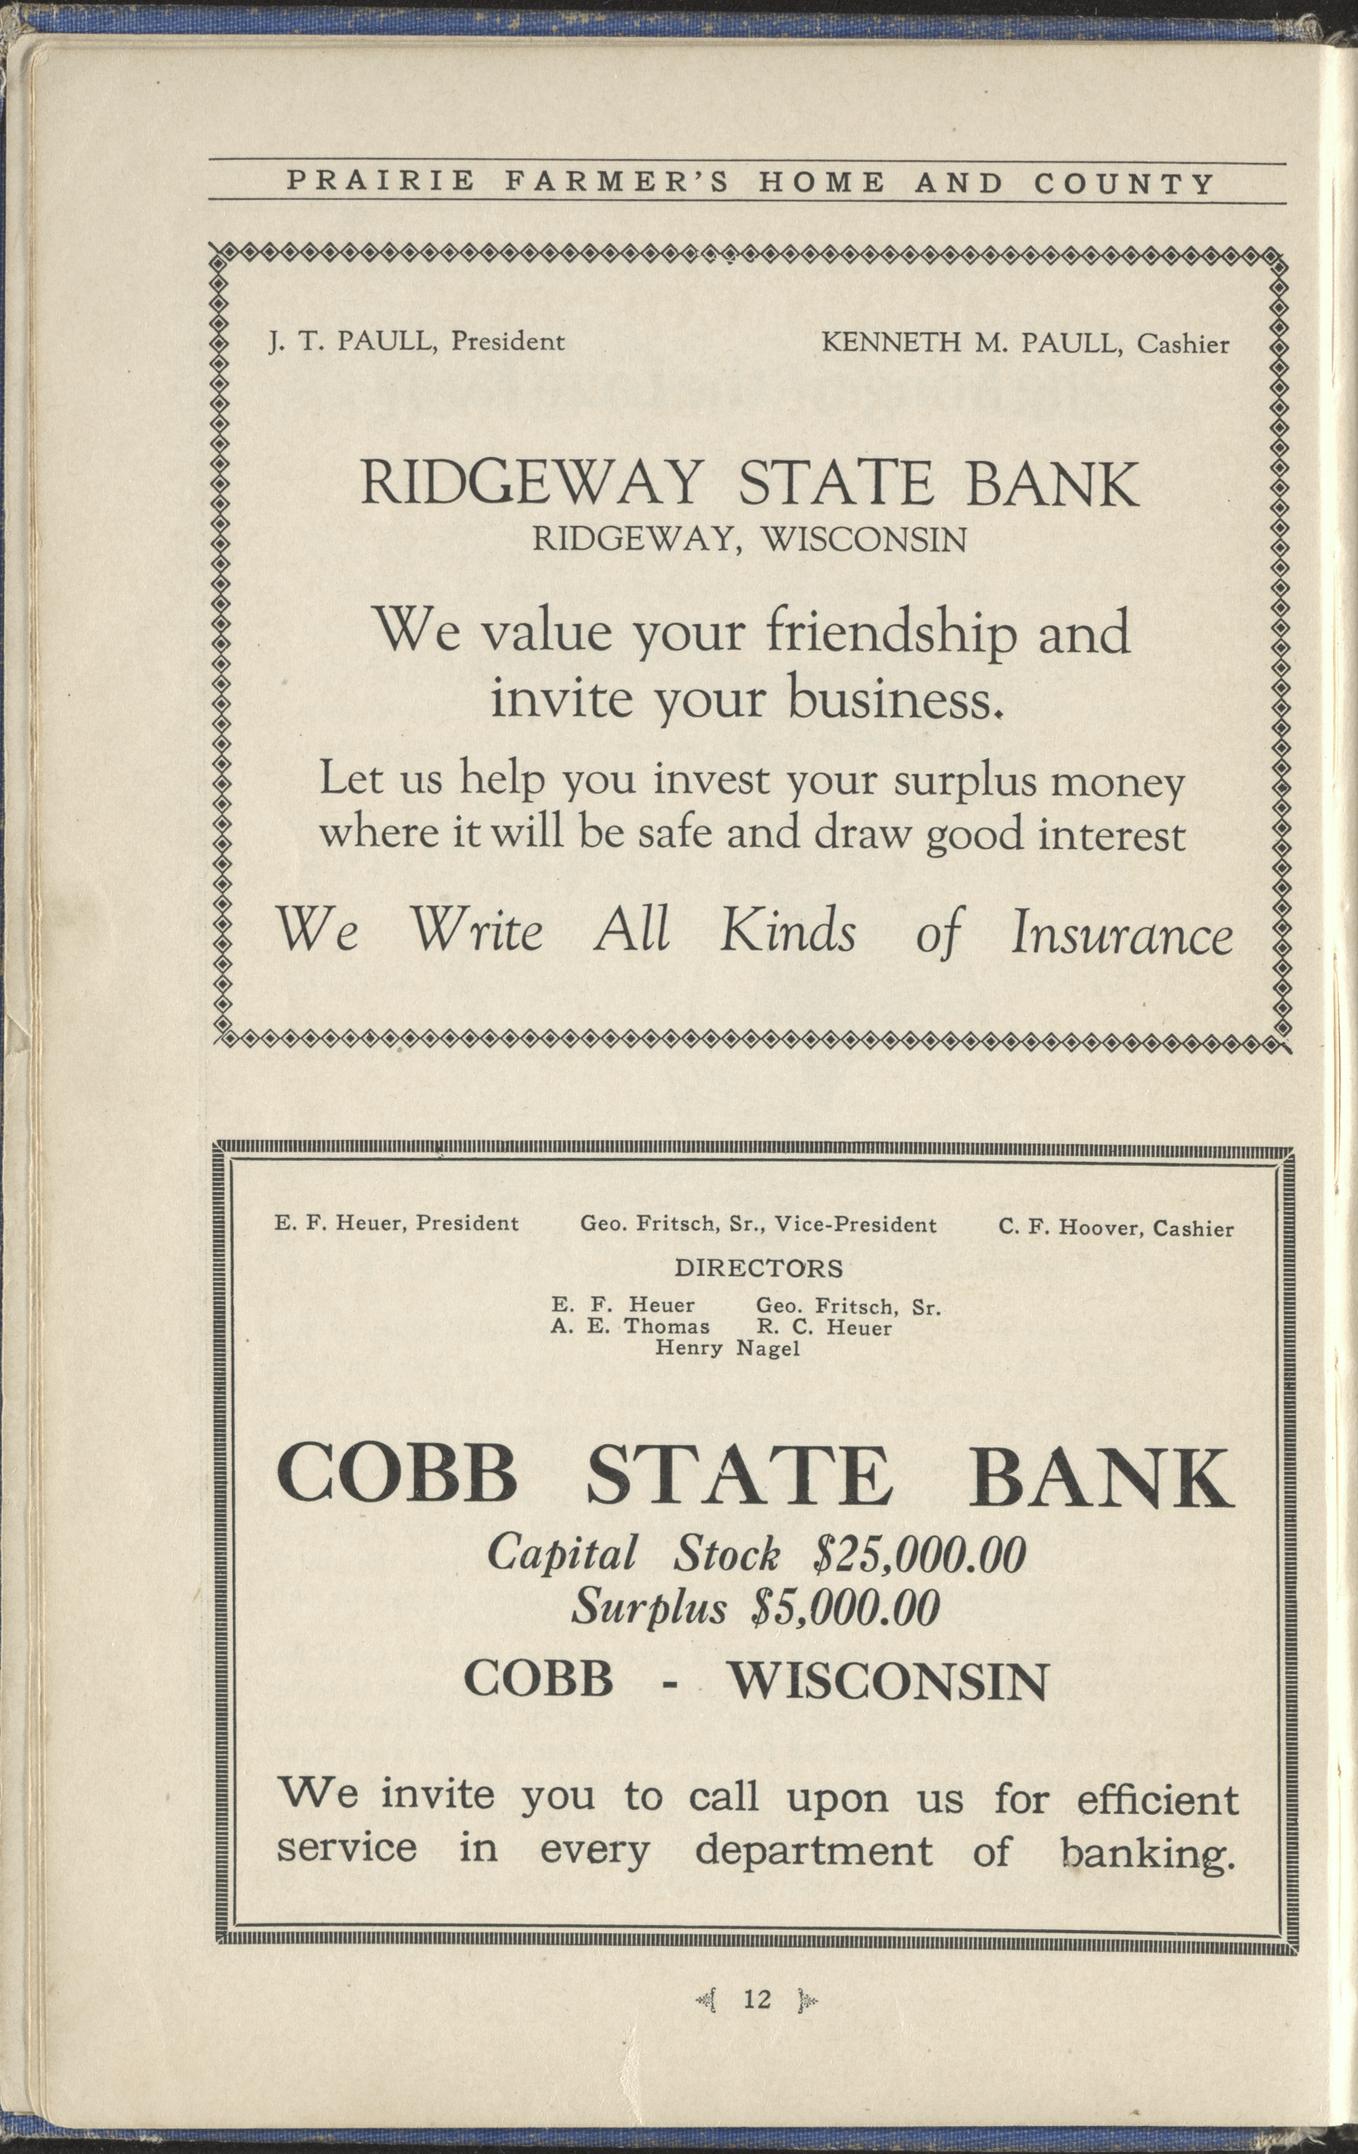 PRAIRIE FARMER'S HOME AND COUNTY
J. T. PAULL, President KENNETH M. PAULL, Cashier
RIDGEWAY STATE BANK
RIDGEWAY, WISCONSIN
We value your friendship and
invite your business.
Let us help you invest your surplus money
where it will be safe and draw good interest
We Write All Kinds of Insurance
E. F. Heuer, President Geo. Fritsch, Sr., Vice-President C. F. Hoover, Cashier
DIRECTORS
E. F. Heuer Geo. Fritsch, Sr.
A. E. Thomas R. C. Heuer
Henry Nagel
COBB STATE BANK
Capital Stock $25,000.00
Surplus $5,000.00
COBB - WISCONSIN
We invite you to call upon us for efficient
service in every department of banking.
12